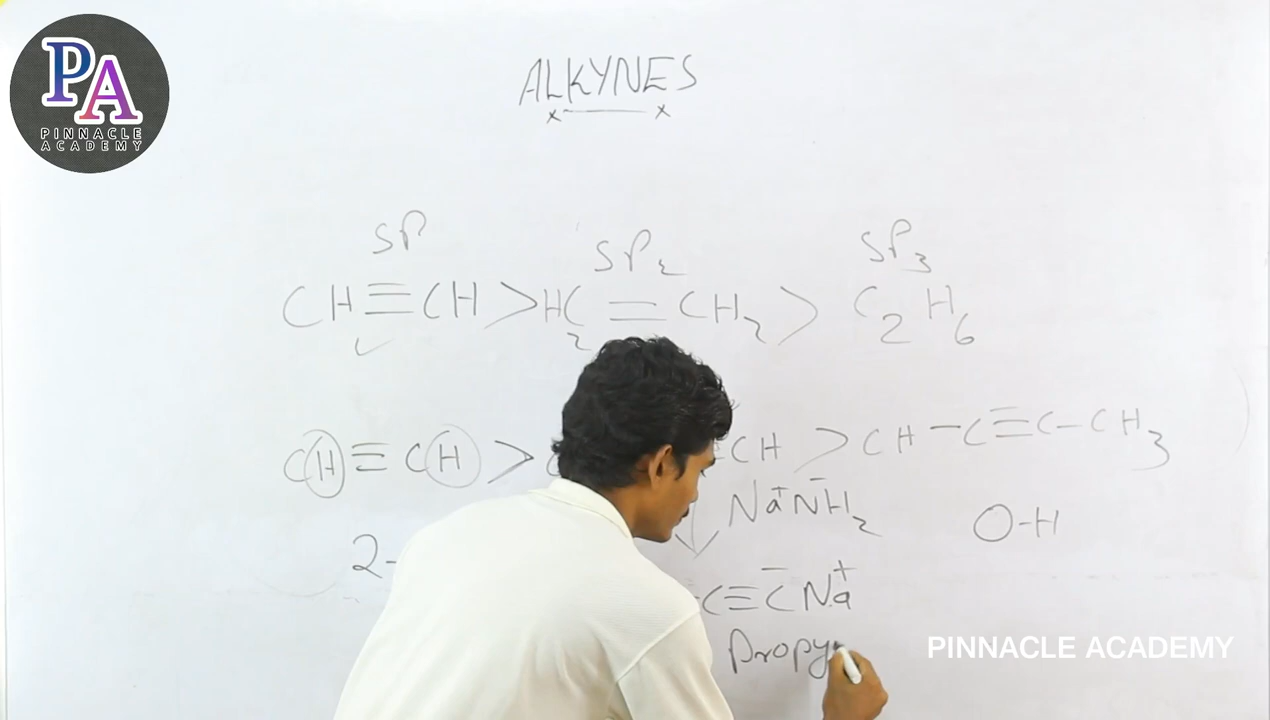 PA
PINNACLE
ACADEMY
ALKYNES
SP SP2 SP3
CH≡CH > H2C=CH2 > C2H6
CH≡CH > CH > CH-C≡C-CH3
Na+NH2- O-H
2-
C≡C- Na+
Propy
PINNACLE ACADEMY